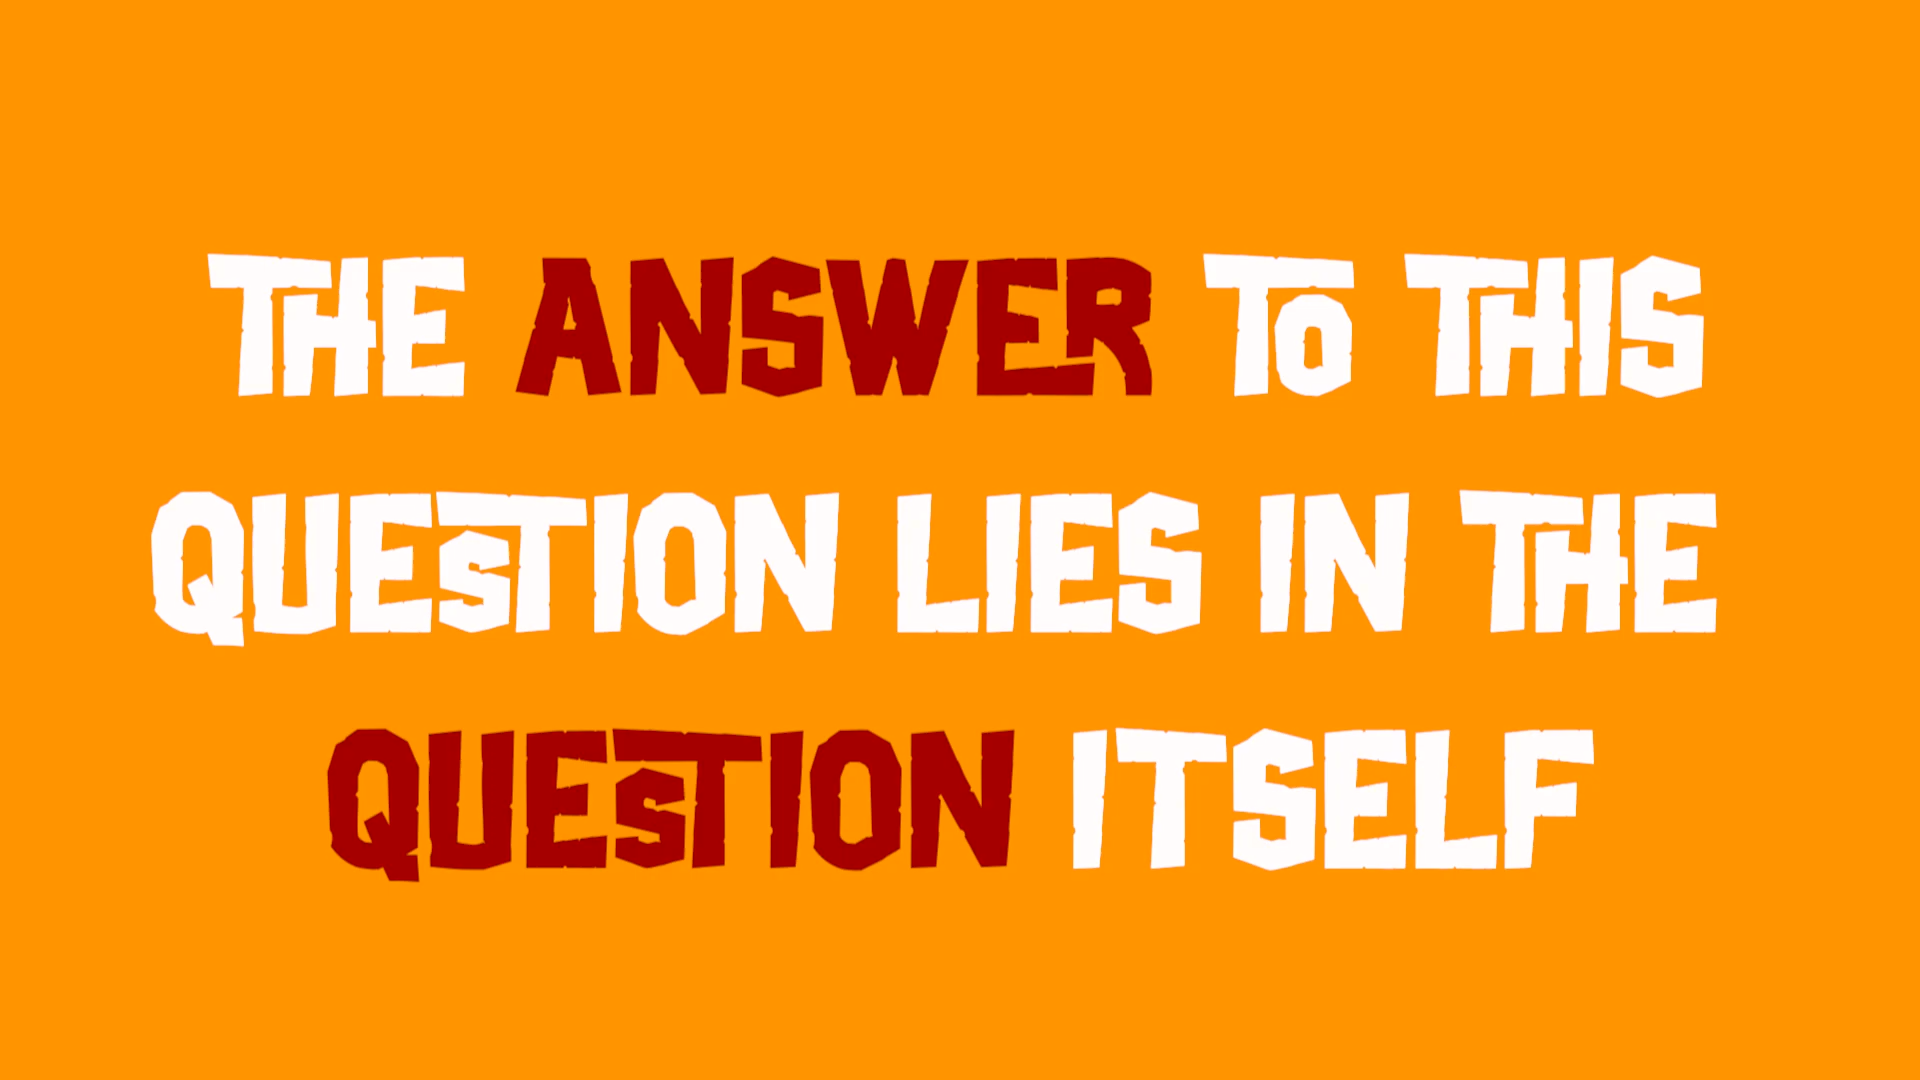 THE ANSWER TO THIS
QUESTION LIES IN THE
QUESTION ITSELF